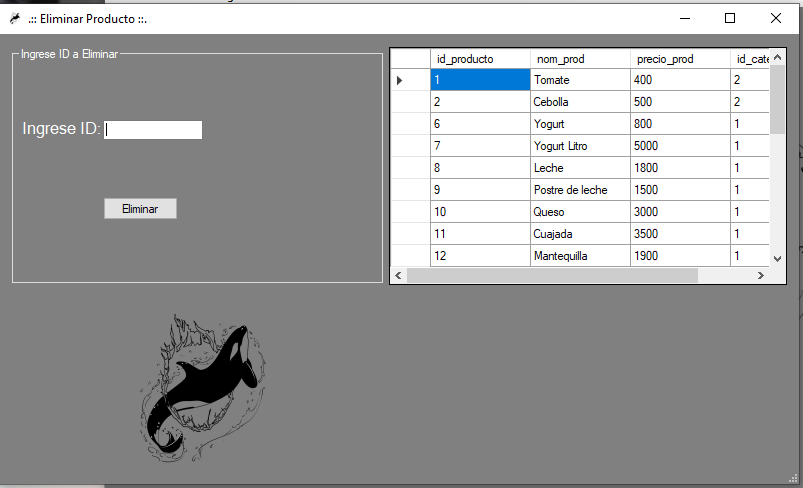 .:: Eliminar Producto ::.
Ingrese ID a Eliminar
Ingrese ID:
Eliminar
id_producto nom_prod precio_prod id_cate
1 Tomate 400 2
2 Cebolla 500 2
6 Yogurt 800 1
7 Yogurt Litro 5000 1
8 Leche 1800 1
9 Postre de leche 1500 1
10 Queso 3000 1
11 Cuajada 3500 1
12 Mantequilla 1900 1